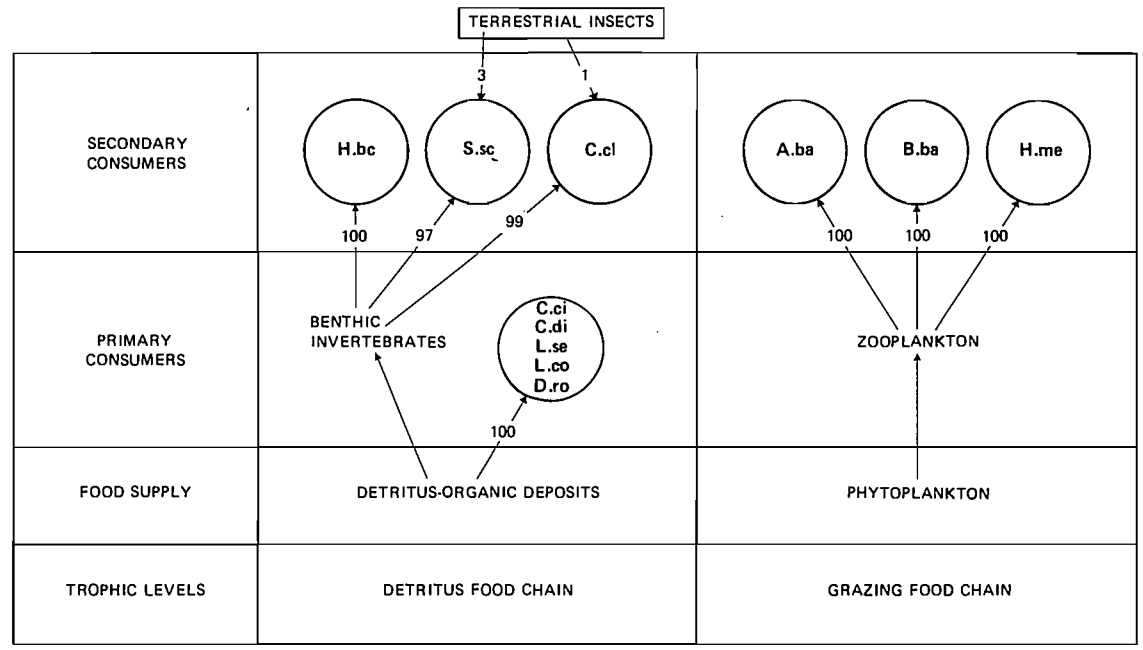 TERRESTRIAL INSECTS
3
1
SECONDARY
CONSUMERS
H.bc
S.sc
C.cl
A.ba
B.ba
H.me
100
97
99
100
100
100
BENTHIC
INVERTEBRATES
C.ci
C.di
L.se
L.co
D.ro
PRIMARY
CONSUMERS
ZOOPLANKTON
100
FOOD SUPPLY
DETRITUS-ORGANIC DEPOSITS
PHYTOPLANKTON
TROPHIC LEVELS
DETRITUS FOOD CHAIN
GRAZING FOOD CHAIN